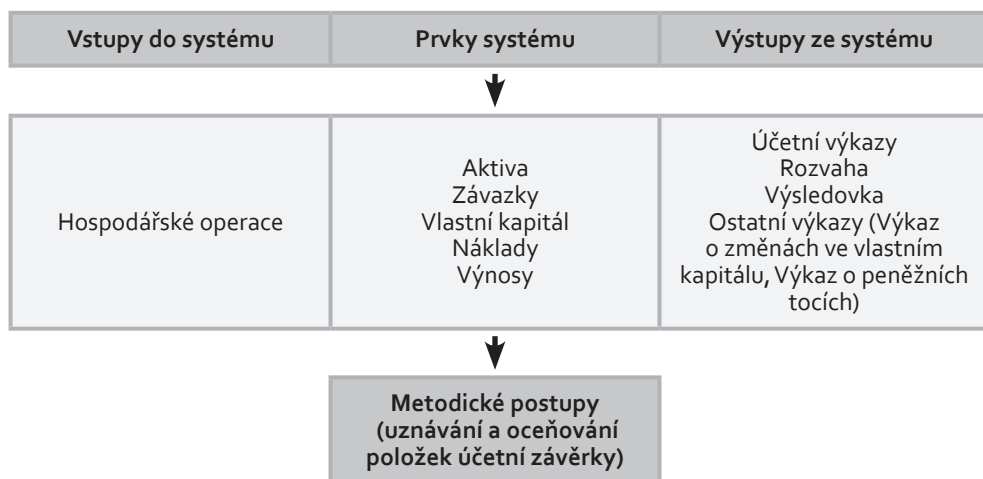 Vstupy do systému
Prvky systému
Výstupy ze systému
Hospodářské operace
Aktiva
Závazky
Vlastní kapitál
Náklady
Výnosy
Účetní výkazy
Rozvaha
Výsledovka
Ostatní výkazy (Výkaz
o změnách ve vlastním
kapitálu, Výkaz o peněžních
tocích)
Metodické postupy
(uznávání a oceňování
položek účetní závěrky)